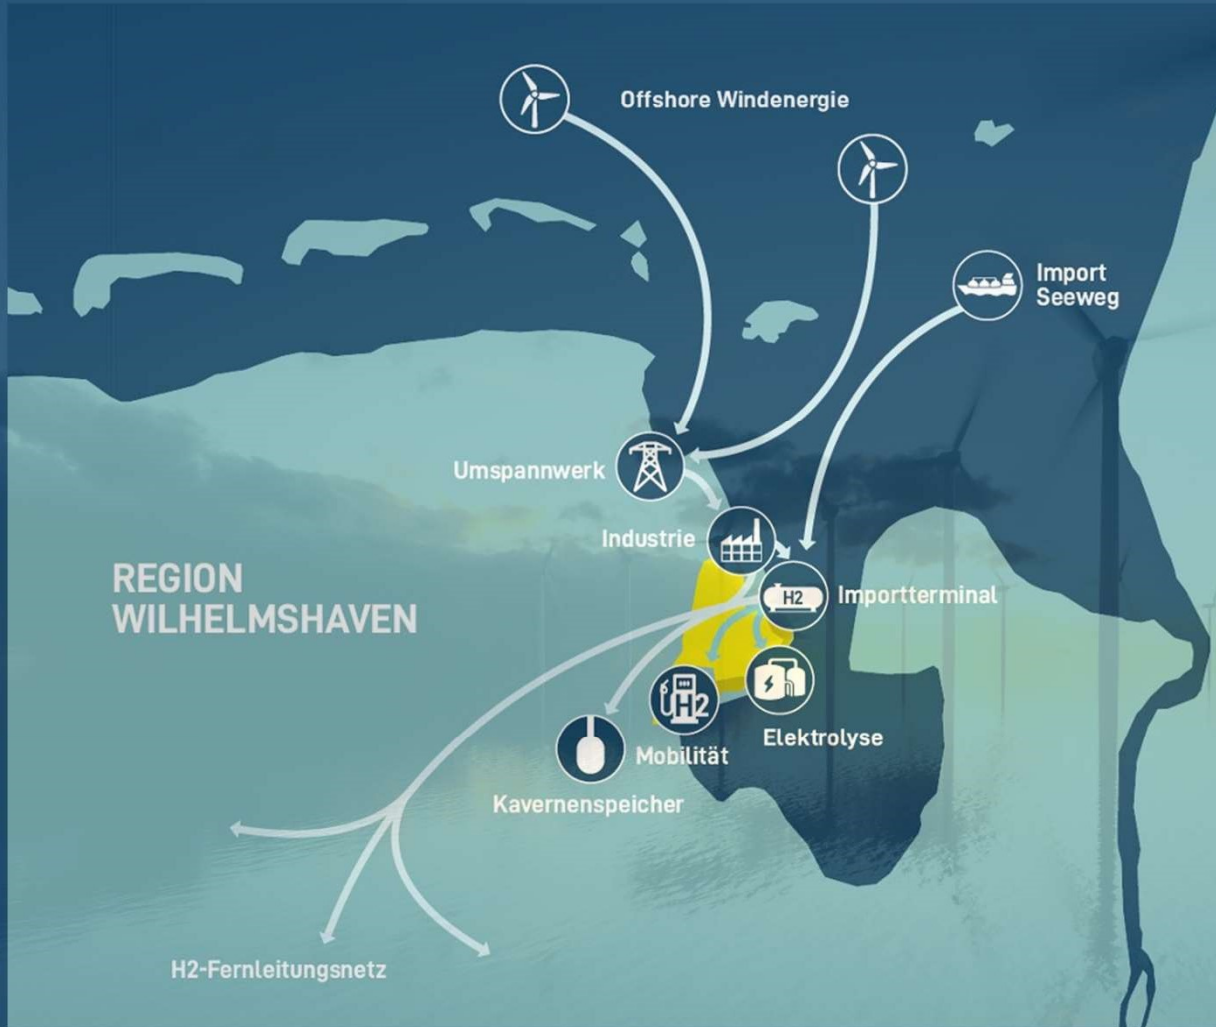 Offshore Windenergie
Import
Seeweg
Umspannwerk
Industrie
REGION
WILHELMSHAVEN
H2
Importterminal
H2
Elektrolyse
Mobilität
Kavernenspeicher
H2-Fernleitungsnetz